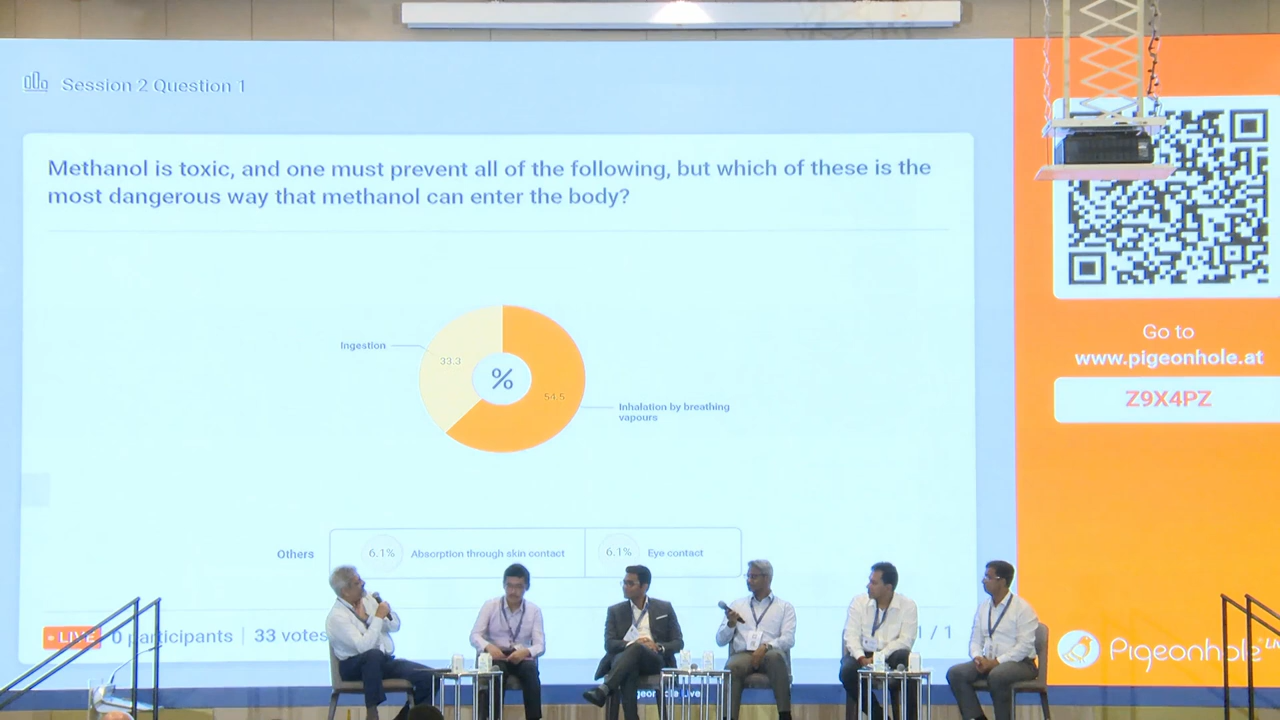 Session 2 Question 1
Methanol is toxic, and one must prevent all of the following, but which of these is the
most dangerous way that methanol can enter the body?
Ingestion
33.3
%
54.5
Inhalation by breathing
vapours
Others
6.1%
Absorption through skin contact
6.1%
Eye contact
LIVE
0 participants
33 votes
1 / 1
Go to
www.pigeonhole.at
Z9X4PZ
Pigeonhole
Live